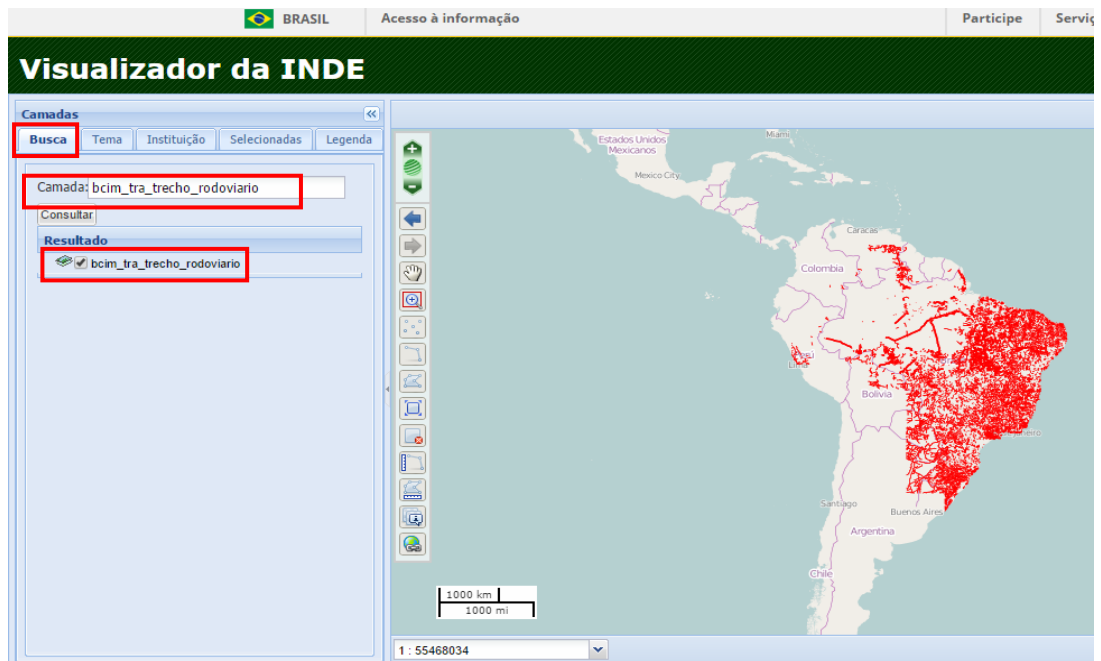 BRASIL
Acesso à informação
Participe
Serviç
Visualizador da INDE
Camadas
Busca
Tema
Instituição
Selecionadas
Legenda
Camada: bcim_tra_trecho_rodoviario
Consultar
Resultado
bcim_tra_trecho_rodoviario
Miami
Estados Unidos
Mexicanos
Mexico City
Caracas
Colombia
Perú
Lima
Bolivia
Santiago
Buenos Aires
Argentina
Chile
1000 km
1000 mi
1 : 55468034